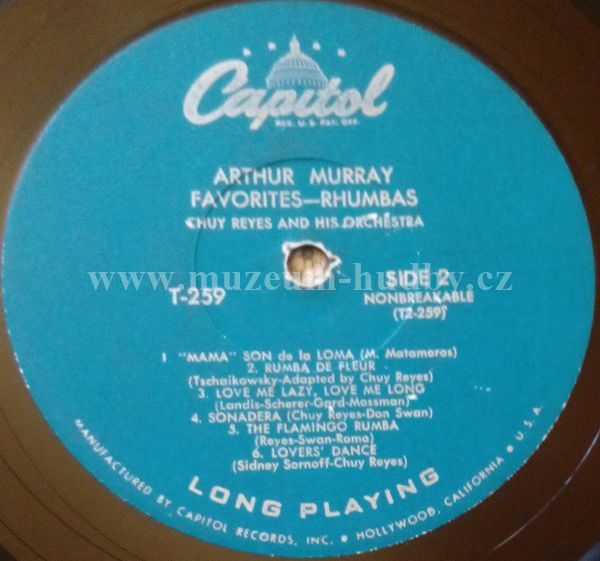 Capitol
REG. U.S. PAT. OFF.
ARTHUR MURRAY
FAVORITES—RHUMBAS
CHUY REYES AND HIS ORCHESTRA
www.muzeum-hudby.cz
T-259
SIDE 2
NONBREAKABLE
(T2-259)
1 "MAMA" SON de la LOMA (M. Matamoros)
2. RUMBA DE FLEUR
(Tschaikowsky-Adapted by Chuy Reyes)
3. LOVE ME LAZY, LOVE ME LONG
(Landis-Scherer-Gard-Mossman)
4. SONADERA (Chuy Reyes-Don Swan)
5. THE FLAMINGO RUMBA
(Reyes-Swan-Roma)
6. LOVERS' DANCE
(Sidney Sornoff-Chuy Reyes)
LONG PLAYING
MANUFACTURED BY CAPITOL RECORDS, INC. • HOLLYWOOD, CALIFORNIA • U.S.A.